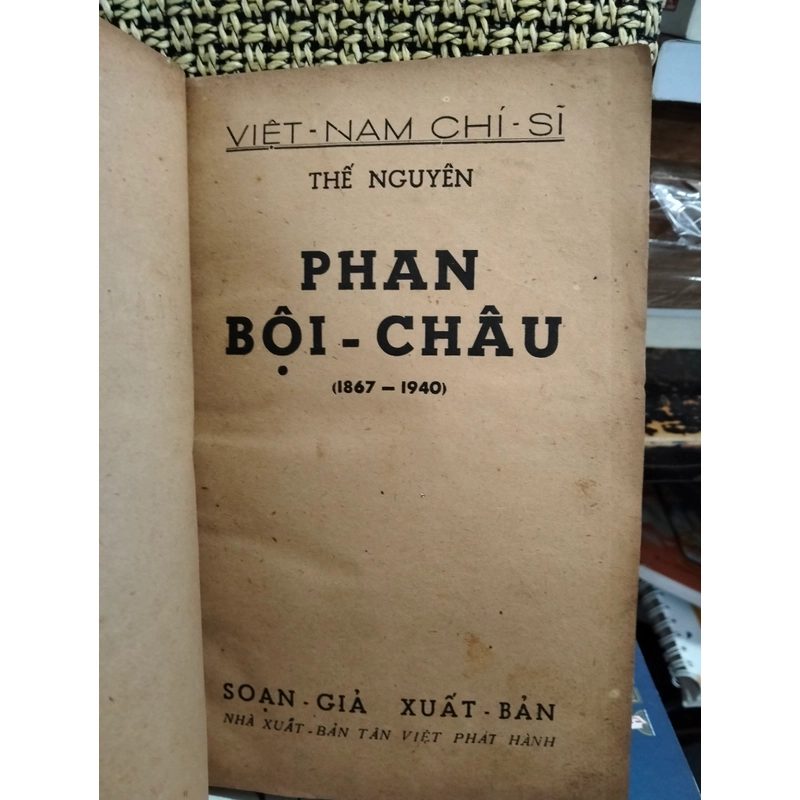 VIỆT - NAM CHÍ - SĨ
THẾ NGUYÊN
PHAN
BỘI - CHÂU
(1867 – 1940)
SOẠN - GIẢ XUẤT - BẢN
NHÀ XUẤT - BẢN TÂN VIỆT PHÁT HÀNH